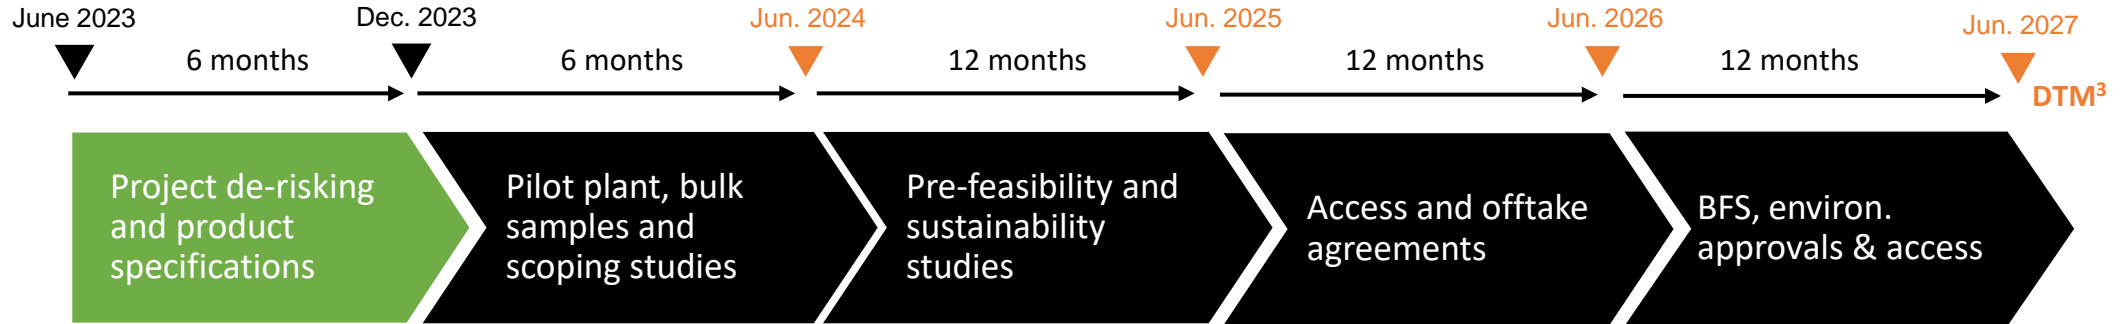 June 2023
Dec. 2023
Jun. 2024
Jun. 2025
Jun. 2026
Jun. 2027
6 months
6 months
12 months
12 months
12 months
DTM³
Project de-risking
and product
specifications
Pilot plant, bulk
samples and
scoping studies
Pre-feasibility and
sustainability
studies
Access and offtake
agreements
BFS, environ.
approvals & access